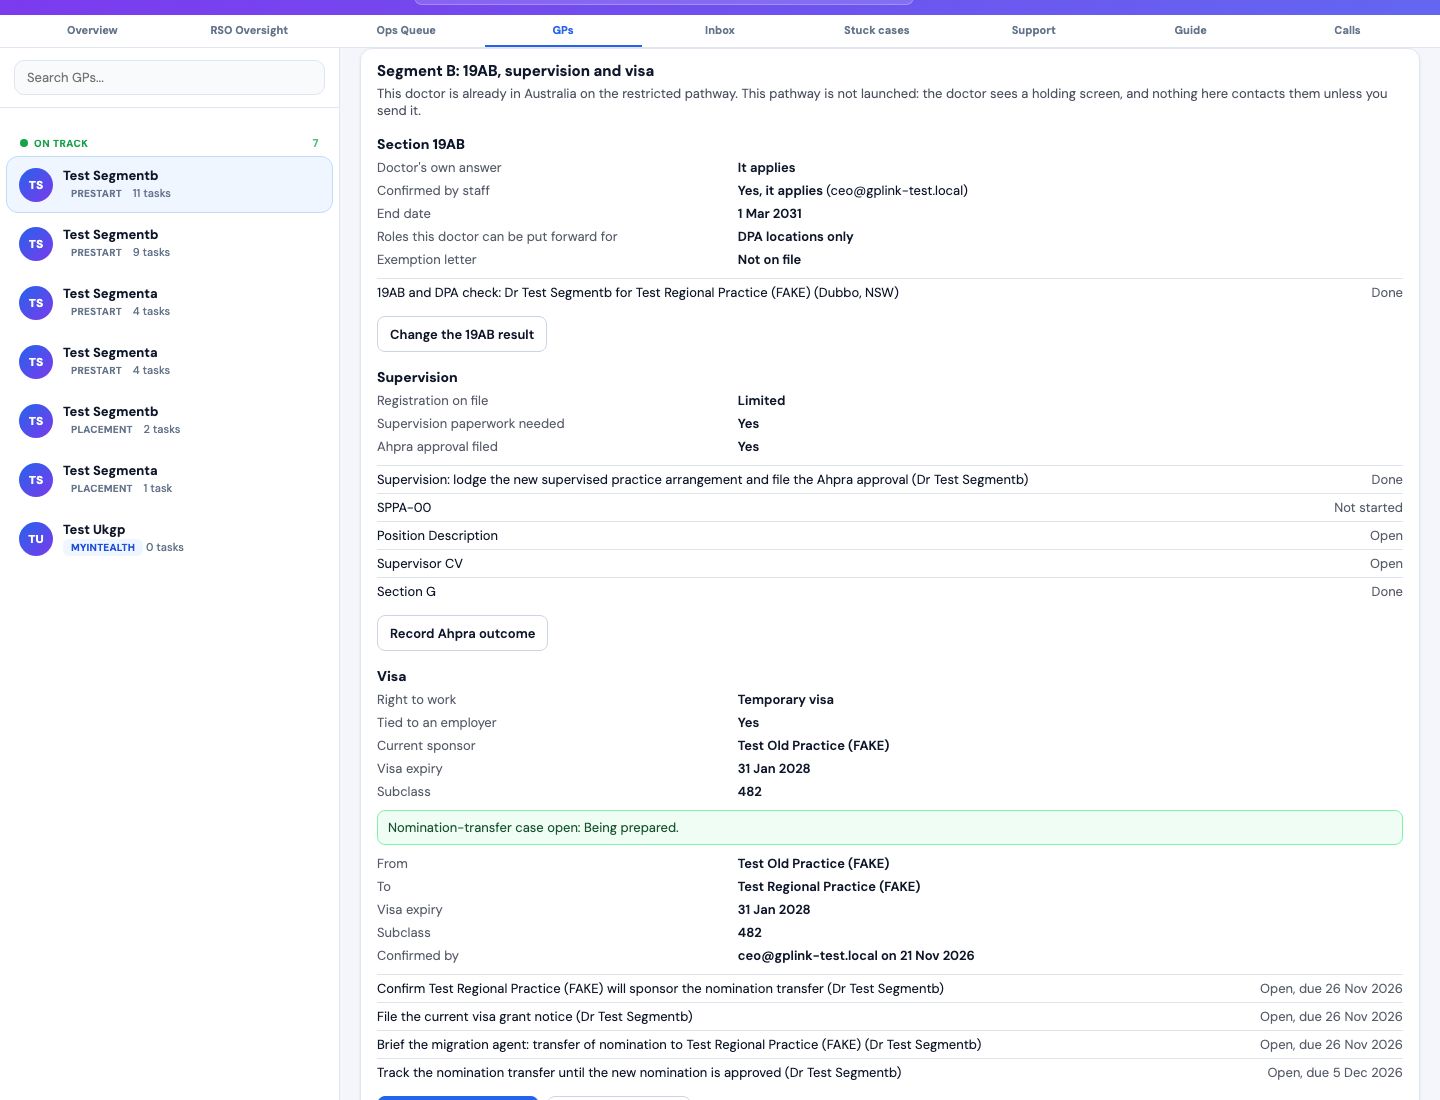 Overview RSO Oversight Ops Queue GPs Inbox Stuck cases Support Guide Calls
Search GPs...
ON TRACK 7
TS Test Segmentb
PRESTART 11 tasks
TS Test Segmentb
PRESTART 9 tasks
TS Test Segmenta
PRESTART 4 tasks
TS Test Segmenta
PRESTART 4 tasks
TS Test Segmentb
PLACEMENT 2 tasks
TS Test Segmenta
PLACEMENT 1 task
TU Test Ukgp
MYINTEALTH 0 tasks
Segment B: 19AB, supervision and visa
This doctor is already in Australia on the restricted pathway. This pathway is not launched: the doctor sees a holding screen, and nothing here contacts them unless you
send it.
Section 19AB
Doctor's own answer It applies
Confirmed by staff Yes, it applies (ceo@gplink-test.local)
End date 1 Mar 2031
Roles this doctor can be put forward for DPA locations only
Exemption letter Not on file
19AB and DPA check: Dr Test Segmentb for Test Regional Practice (FAKE) (Dubbo, NSW) Done
Change the 19AB result
Supervision
Registration on file Limited
Supervision paperwork needed Yes
Ahpra approval filed Yes
Supervision: lodge the new supervised practice arrangement and file the Ahpra approval (Dr Test Segmentb) Done
SPPA-00 Not started
Position Description Open
Supervisor CV Open
Section G Done
Record Ahpra outcome
Visa
Right to work Temporary visa
Tied to an employer Yes
Current sponsor Test Old Practice (FAKE)
Visa expiry 31 Jan 2028
Subclass 482
Nomination-transfer case open: Being prepared.
From Test Old Practice (FAKE)
To Test Regional Practice (FAKE)
Visa expiry 31 Jan 2028
Subclass 482
Confirmed by ceo@gplink-test.local on 21 Nov 2026
Confirm Test Regional Practice (FAKE) will sponsor the nomination transfer (Dr Test Segmentb) Open, due 26 Nov 2026
File the current visa grant notice (Dr Test Segmentb) Open, due 26 Nov 2026
Brief the migration agent: transfer of nomination to Test Regional Practice (FAKE) (Dr Test Segmentb) Open, due 26 Nov 2026
Track the nomination transfer until the new nomination is approved (Dr Test Segmentb) Open, due 5 Dec 2026